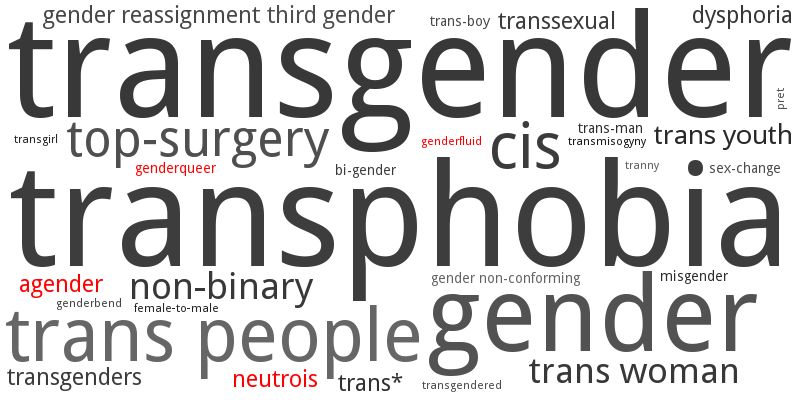 gender reassignment third gender
trans-boy
transsexual
dysphoria
transgender
pret
transgirl
top-surgery
genderfluid
cis
trans-man
transmisogyny
trans youth
genderqueer
bi-gender
tranny
sex-change
transphobia
agender
non-binary
gender non-conforming
misgender
genderbend
female-to-male
trans people
gender
transgenders
neutrois
trans*
transgendered
trans woman